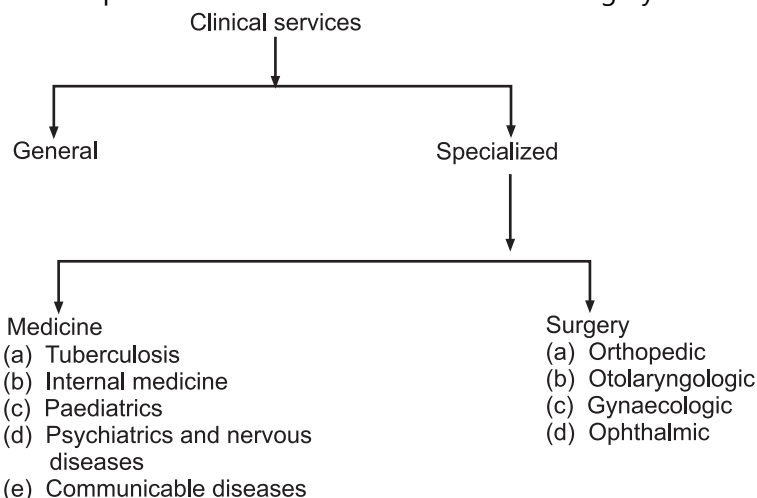 Clinical services
General
Specialized
Medicine
(a) Tuberculosis
(b) Internal medicine
(c) Paediatrics
(d) Psychiatrics and nervous
diseases
(e) Communicable diseases
Surgery
(a) Orthopedic
(b) Otolaryngologic
(c) Gynaecologic
(d) Ophthalmic